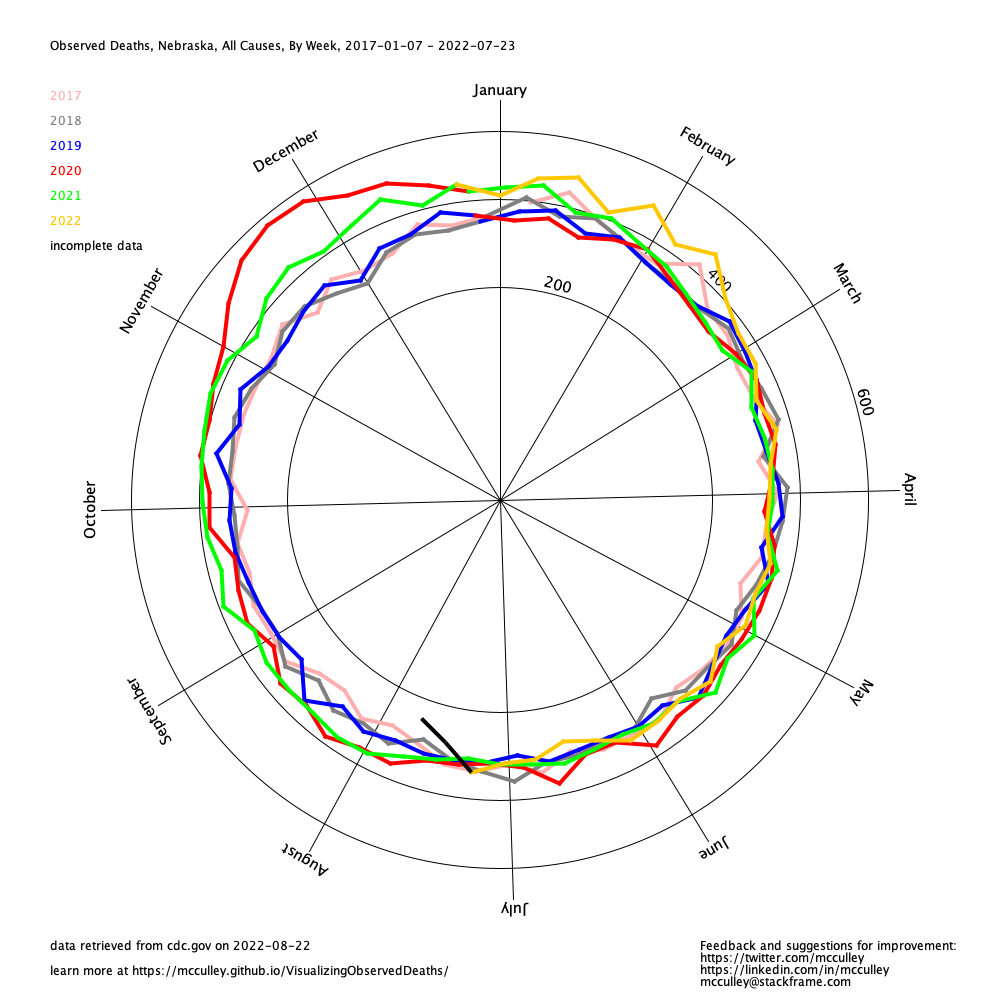 Observed Deaths, Nebraska, All Causes, By Week, 2017-01-07 - 2022-07-23
2017
2018
2019
2020
2021
2022
incomplete data
January
February
March
April
May
June
July
August
September
October
November
December
200
400
600
data retrieved from cdc.gov on 2022-08-22
learn more at https://mcculley.github.io/VisualizingObservedDeaths/
Feedback and suggestions for improvement:
https://twitter.com/mcculley
https://linkedin.com/in/mcculley
mcculley@stackframe.com